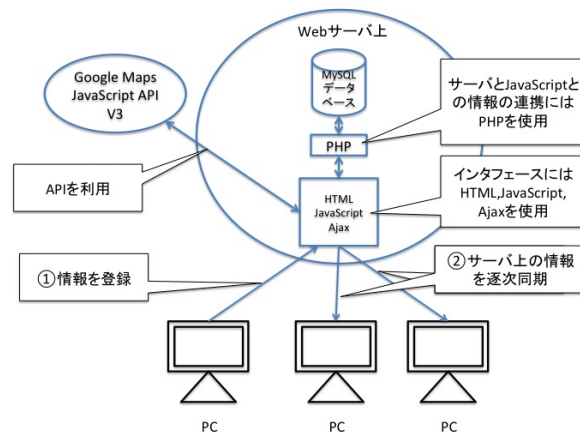 Webサーバ上
MySQL
データ
ベース
Google Maps
JavaScript API
V3
サーバとJavaScriptと
の情報の連携には
PHPを使用
PHP
APIを利用
HTML
JavaScript
Ajax
インタフェースには
HTML,JavaScript,
Ajaxを使用
①情報を登録
②サーバ上の情報
を逐次同期
PC
PC
PC